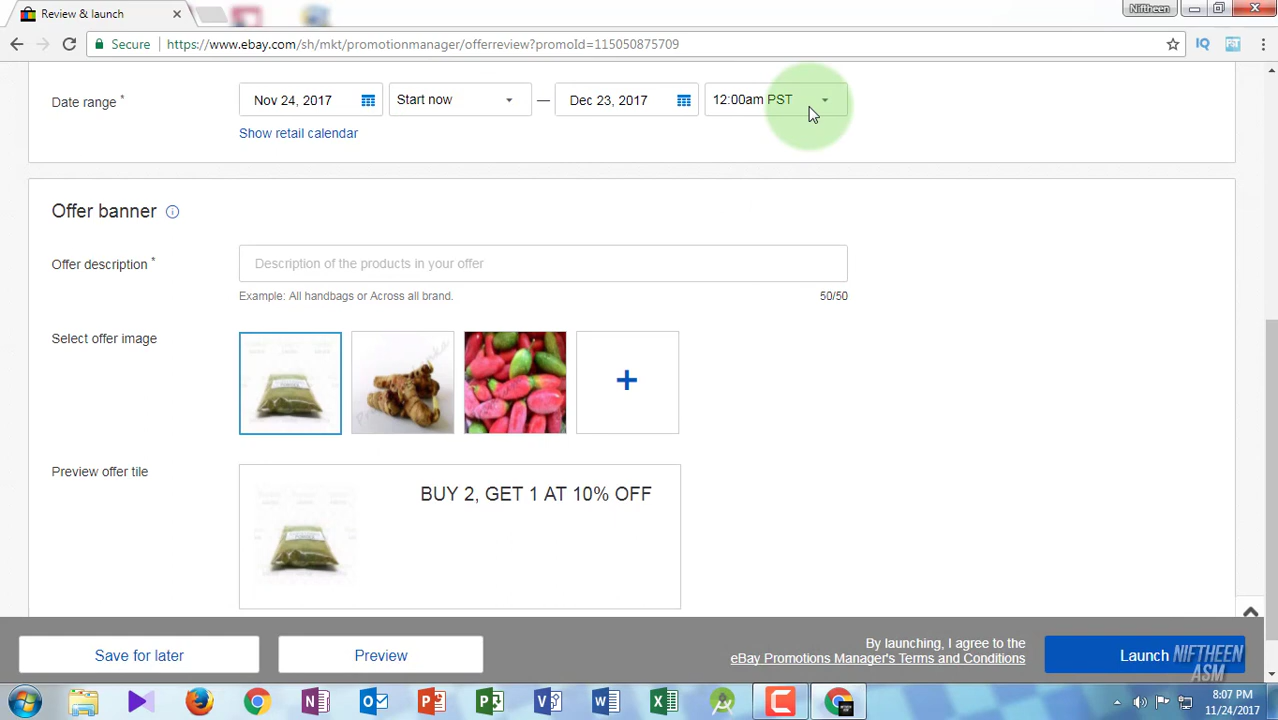 Review & launch
Niftheen
Secure https://www.ebay.com/sh/mkt/promotionmanager/offerreview?promoId=115050875709
Date range * Nov 24, 2017 Start now — Dec 23, 2017 12:00am PST
Show retail calendar
Offer banner
Offer description * Description of the products in your offer
Example: All handbags or Across all brand. 50/50
Select offer image
Preview offer tile
BUY 2, GET 1 AT 10% OFF
Save for later Preview
By launching, I agree to the
eBay Promotions Manager's Terms and Conditions
Launch
NIFTHEEN
ASM
8:07 PM
11/24/2017